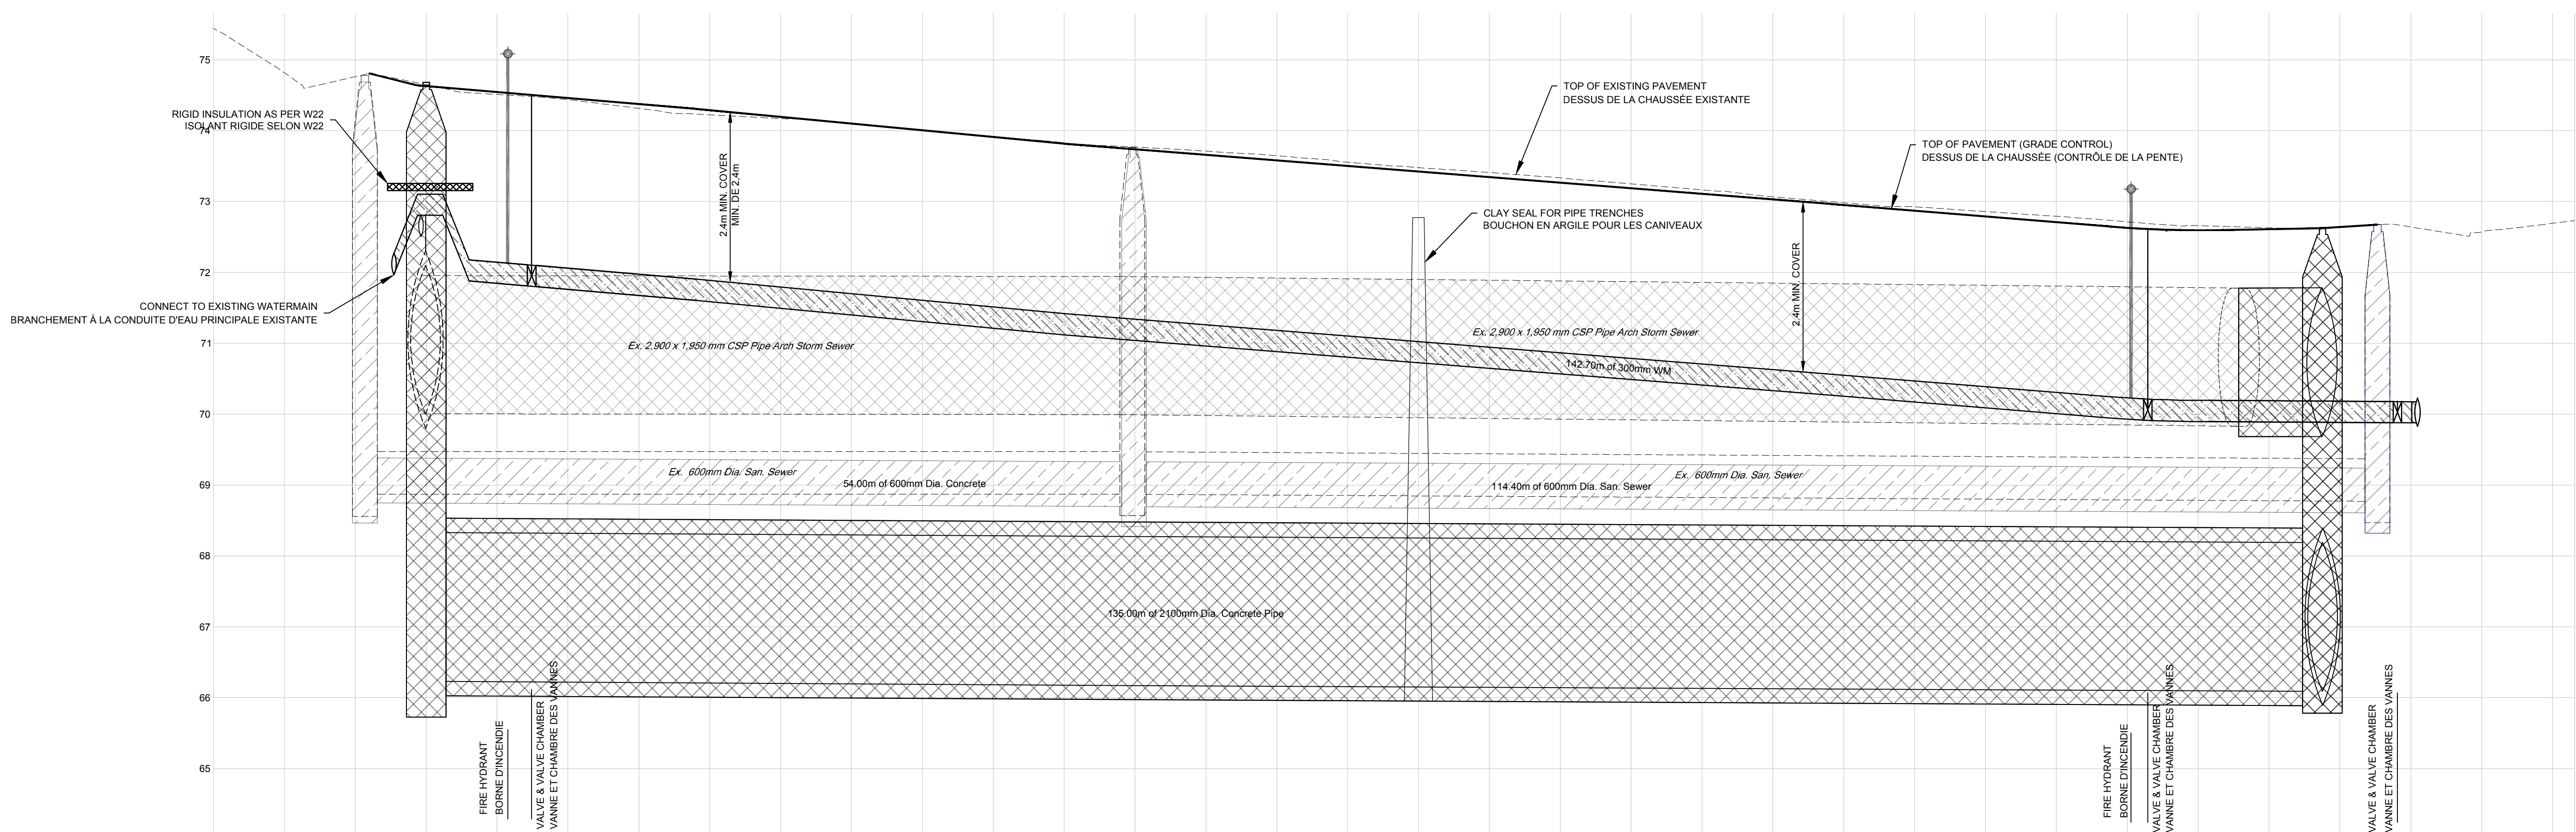 75
74
73
72
71
70
69
68
67
66
65
RIGID INSULATION AS PER W22
ISOLANT RIGIDE SELON W22
CONNECT TO EXISTING WATERMAIN
BRANCHEMENT À LA CONDUITE D'EAU PRINCIPALE EXISTANTE
2.4m MIN. COVER
MIN. DE 2,4m
TOP OF EXISTING PAVEMENT
DESSUS DE LA CHAUSSÉE EXISTANTE
TOP OF PAVEMENT (GRADE CONTROL)
DESSUS DE LA CHAUSSÉE (CONTRÔLE DE LA PENTE)
CLAY SEAL FOR PIPE TRENCHES
BOUCHON EN ARGILE POUR LES CANIVEAUX
2.4m MIN. COVER
Ex. 2,900 x 1,950 mm CSP Pipe Arch Storm Sewer
Ex. 2,900 x 1,950 mm CSP Pipe Arch Storm Sewer
142.70m of 300mm WM
Ex. 600mm Dia. San. Sewer
54.00m of 600mm Dia. Concrete
Ex. 600mm Dia. San. Sewer
114.40m of 600mm Dia. San. Sewer
135.00m of 2100mm Dia. Concrete Pipe
FIRE HYDRANT
BORNE D'INCENDIE
VALVE & VALVE CHAMBER
VANNE ET CHAMBRE DES VANNES
FIRE HYDRANT
BORNE D'INCENDIE
VALVE & VALVE CHAMBER
VANNE ET CHAMBRE DES VANNES
VALVE & VALVE CHAMBER
VANNE ET CHAMBRE DES VANNES